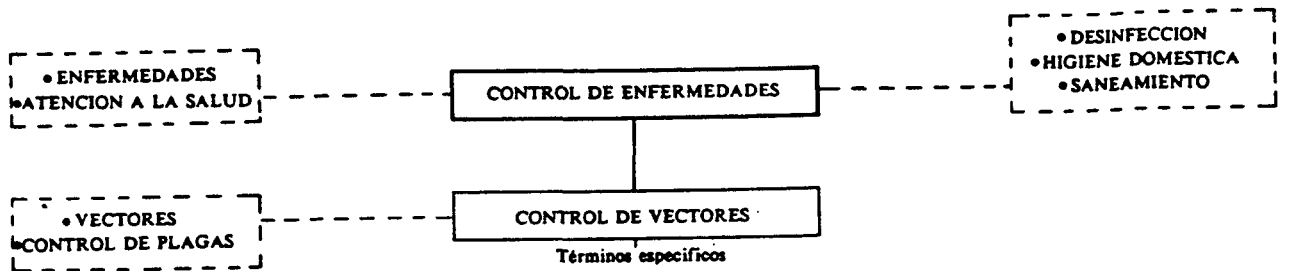 • ENFERMEDADES
•ATENCION A LA SALUD
CONTROL DE ENFERMEDADES
• DESINFECCION
•HIGIENE DOMESTICA
•SANEAMIENTO
• VECTORES
•CONTROL DE PLAGAS
CONTROL DE VECTORES
Términos específicos